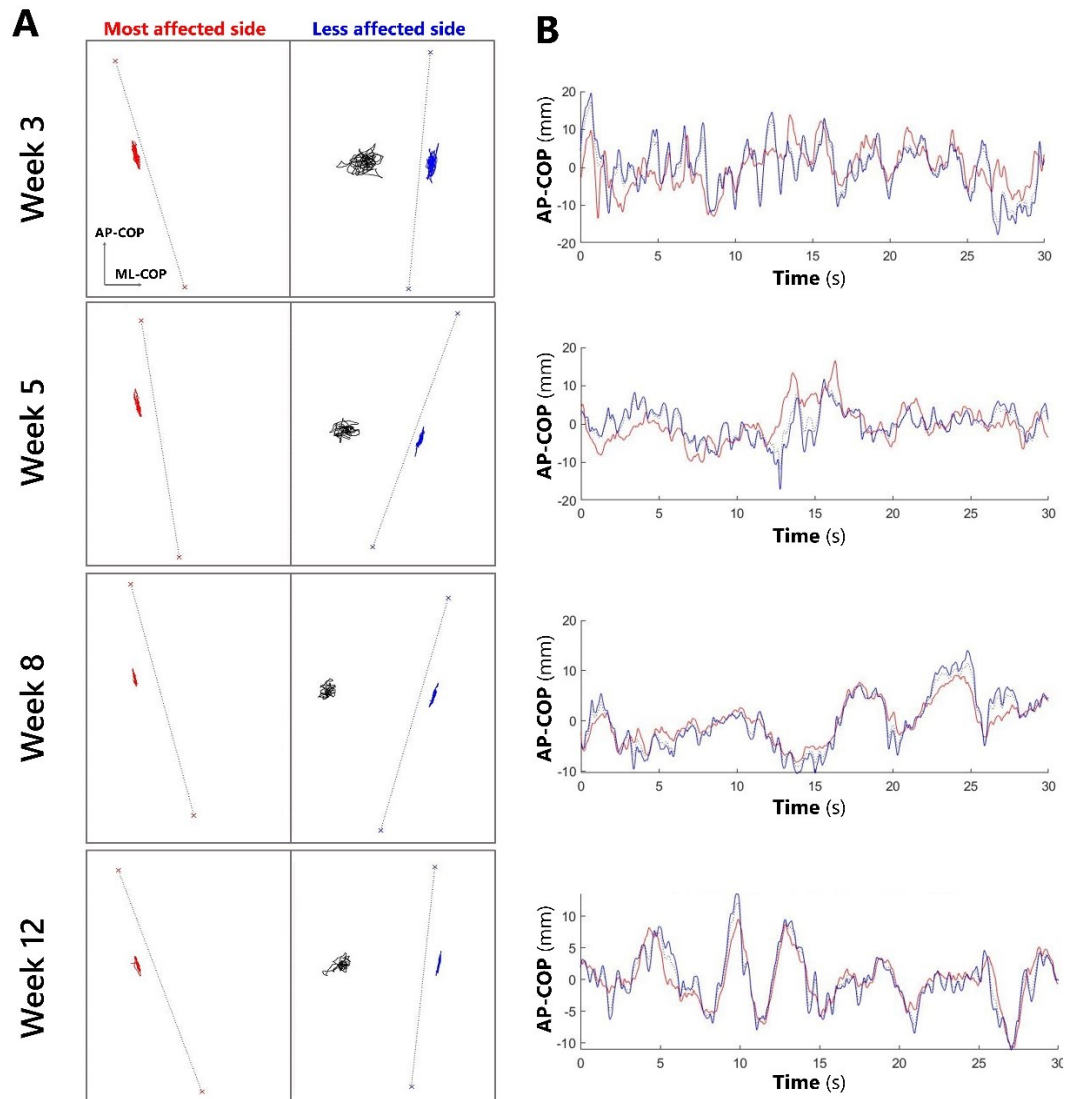 A
Most affected side
Less affected side
Week 3
AP-COP
ML-COP
Week 5
Week 8
Week 12
B
AP-COP (mm)
20
10
0
-10
-20
0 5 10 15 20 25 30
Time (s)
AP-COP (mm)
20
10
0
-10
-20
0 5 10 15 20 25 30
Time (s)
AP-COP (mm)
20
10
0
-10
0 5 10 15 20 25 30
Time (s)
AP-COP (mm)
10
5
0
-5
-10
0 5 10 15 20 25 30
Time (s)